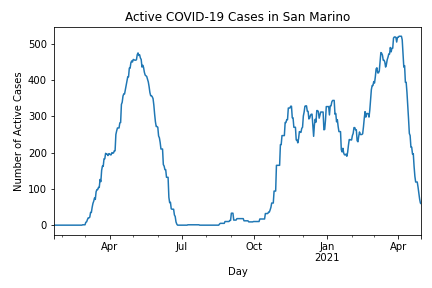 Active COVID-19 Cases in San Marino
Number of Active Cases
500
400
300
200
100
0
Apr
Jul
Oct
Jan
2021
Apr
Day